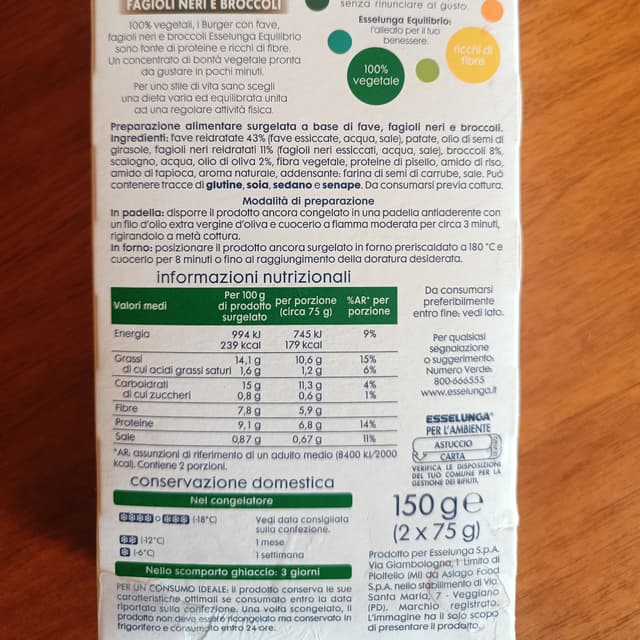 FAGIOLI NERI E BROCCOLI
100% vegetali, i Burger con fave,
fagioli neri e broccoli Esselunga Equilibrio
sono fonte di proteine e ricchi di fibre.
Un concentrato di bontà vegetale pronta
da gustare in pochi minuti.
Per uno stile di vita sano scegli
una dieta varia ed equilibrata unita
ad una regolare attività fisica.
senza rinunciare al gusto.
Esselunga Equilibrio:
l'alleato per il tuo
benessere.
100%
vegetale
ricchi di
fibre
Preparazione alimentare surgelata a base di fave, fagioli neri e broccoli.
Ingredienti: fave reidratate 43% (fave essiccate, acqua, sale), patate, olio di semi di
girasole, fagioli neri reidratati 11% (fagioli neri essiccati, acqua, sale), broccoli 8%,
scalogno, acqua, olio di oliva 2%, fibra vegetale, proteine di pisello, amido di riso,
amido di tapioca, aroma naturale, addensante: farina di semi di carrube, sale. Può
contenere tracce di glutine, soia, sedano e senape. Da consumarsi previa cottura.
Modalità di preparazione
In padella: disporre il prodotto ancora congelato in una padella antiaderente con
un filo d'olio extra vergine d'oliva e cuocerlo a fiamma moderata per circa 3 minuti,
rigirandolo a metà cottura.
In forno: posizionare il prodotto ancora surgelato in forno preriscaldato a 180 °C e
cuocerlo per 8 minuti o fino al raggiungimento della doratura desiderata.
informazioni nutrizionali
Valori medi Per 100 g di prodotto surgelato per porzione (circa 75 g) %AR* per porzione
Energia 994 kJ 745 kJ 9%
239 kcal 179 kcal
Grassi 14,1 g 10,6 g 15%
di cui acidi grassi saturi 1,6 g 1,2 g 6%
Carboidrati 15 g 11,3 g 4%
di cui zuccheri 0,8 g 0,6 g 1%
Fibre 7,8 g 5,9 g
Proteine 9,1 g 6,8 g 14%
Sale 0,87 g 0,67 g 11%
*AR: assunzioni di riferimento di un adulto medio (8400 kJ/2000
kcal). Contiene 2 porzioni.
Da consumarsi
preferibilmente
entro fine: vedi lato.
Per qualsiasi
segnalazione
o suggerimento:
Numero Verde:
800-666555
www.esselunga.it
ESSELUNGA
PER L'AMBIENTE
ASTUCCIO
CARTA
VERIFICA LE DISPOSIZIONI
DEL TUO COMUNE PER LA
GESTIONE DEI RIFIUTI.
conservazione domestica
Nel congelatore
o (-18°C) Vedi data consigliata
sulla confezione.
(-12°C) 1 mese
(-6°C) 1 settimana
Nello scomparto ghiaccio: 3 giorni
PER UN CONSUMO IDEALE: il prodotto conserva le sue
caratteristiche ottimali se consumato entro la data
riportata sulla confezione. Una volta scongelato, il
prodotto non deve essere ricongelato ma conservato in
frigorifero e consumato entro 24 ore.
150 g e
(2 x 75 g)
Prodotto per Esselunga S.p.A.
Via Giambologna, 1 Limito di
Pioltello (MI) da Asiago Food
S.p.A. nello stabilimento di Via
Santa Maria, 7 - Veggiano
(PD). Marchio registrato.
L'immagine ha il solo scopo
di presentare il prodotto.